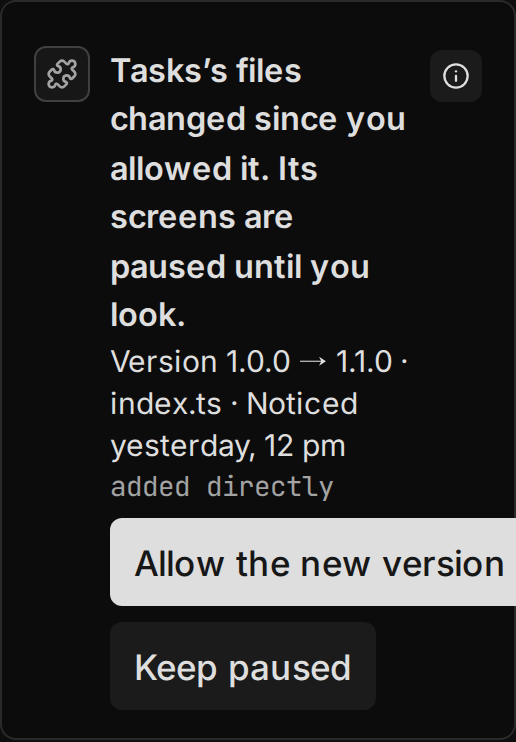 Tasks’s files
changed since you
allowed it. Its
screens are
paused until you
look.
Version 1.0.0 → 1.1.0 ·
index.ts · Noticed
yesterday, 12 pm
added directly
Allow the new version
Keep paused